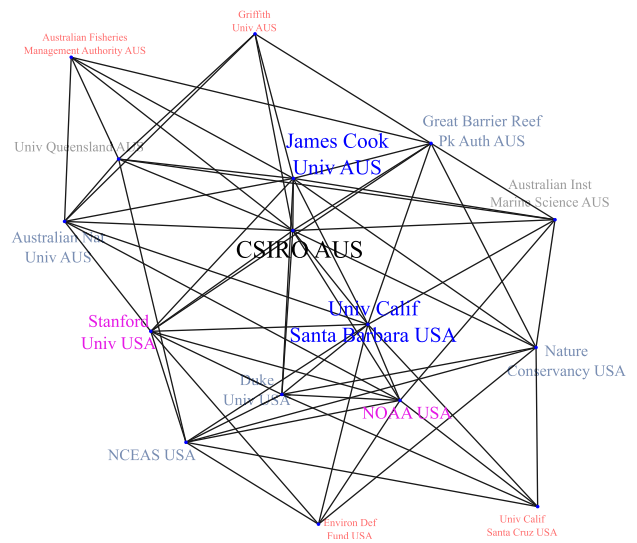 Griffith
Univ AUS
Australian Fisheries
Management Authority AUS
Great Barrier Reef
Pk Auth AUS
James Cook
Univ AUS
Univ Queensland AUS
Australian Inst
Marine Science AUS
Australian Nat
Univ AUS
CSIRO AUS
Univ Calif
Santa Barbara USA
Stanford
Univ USA
Nature
Conservancy USA
Duke
Univ USA
NOAA USA
NCEAS USA
Environ Def
Fund USA
Univ Calif
Santa Cruz USA